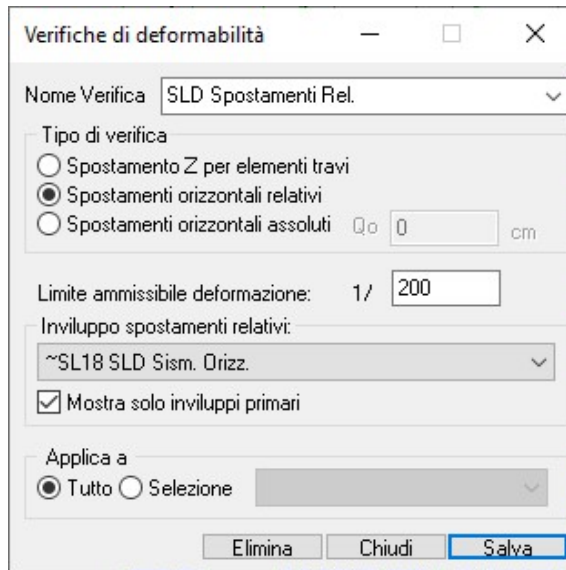 Verifiche di deformabilità
Nome Verifica SLD Spostamenti Rel.
Tipo di verifica
Spostamento Z per elementi travi
Spostamenti orizzontali relativi
Spostamenti orizzontali assoluti Qo 0 cm
Limite ammissibile deformazione: 1/ 200
Inviluppo spostamenti relativi:
~SL18 SLD Sism. Orizz.
Mostra solo inviluppi primari
Applica a
Tutto Selezione
Elimina Chiudi Salva